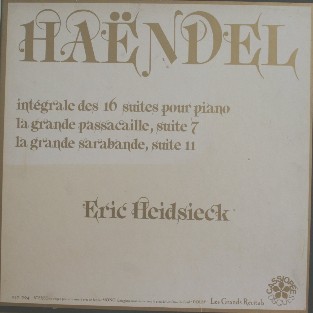 HAËNDEL
intégrale des 16 suites pour piano
la grande passacaille, suite 7
la grande sarabande, suite 11
Eric Heidsieck
Les Grands Récitals